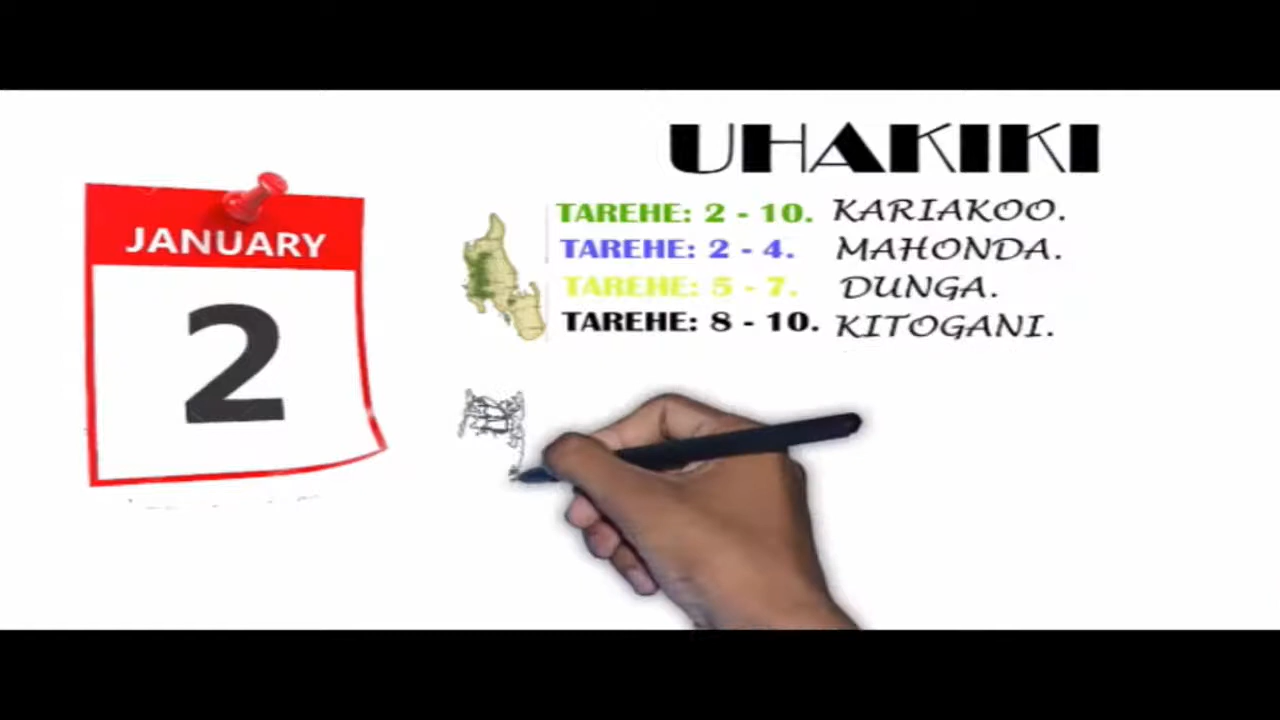 UHAKIKI
JANUARY
2
TAREHE: 2 - 10. KARIAKOO.
TAREHE: 2 - 4. MAHONDA.
TAREHE: 5 - 7. DUNGA.
TAREHE: 8 - 10. KITOGANI.